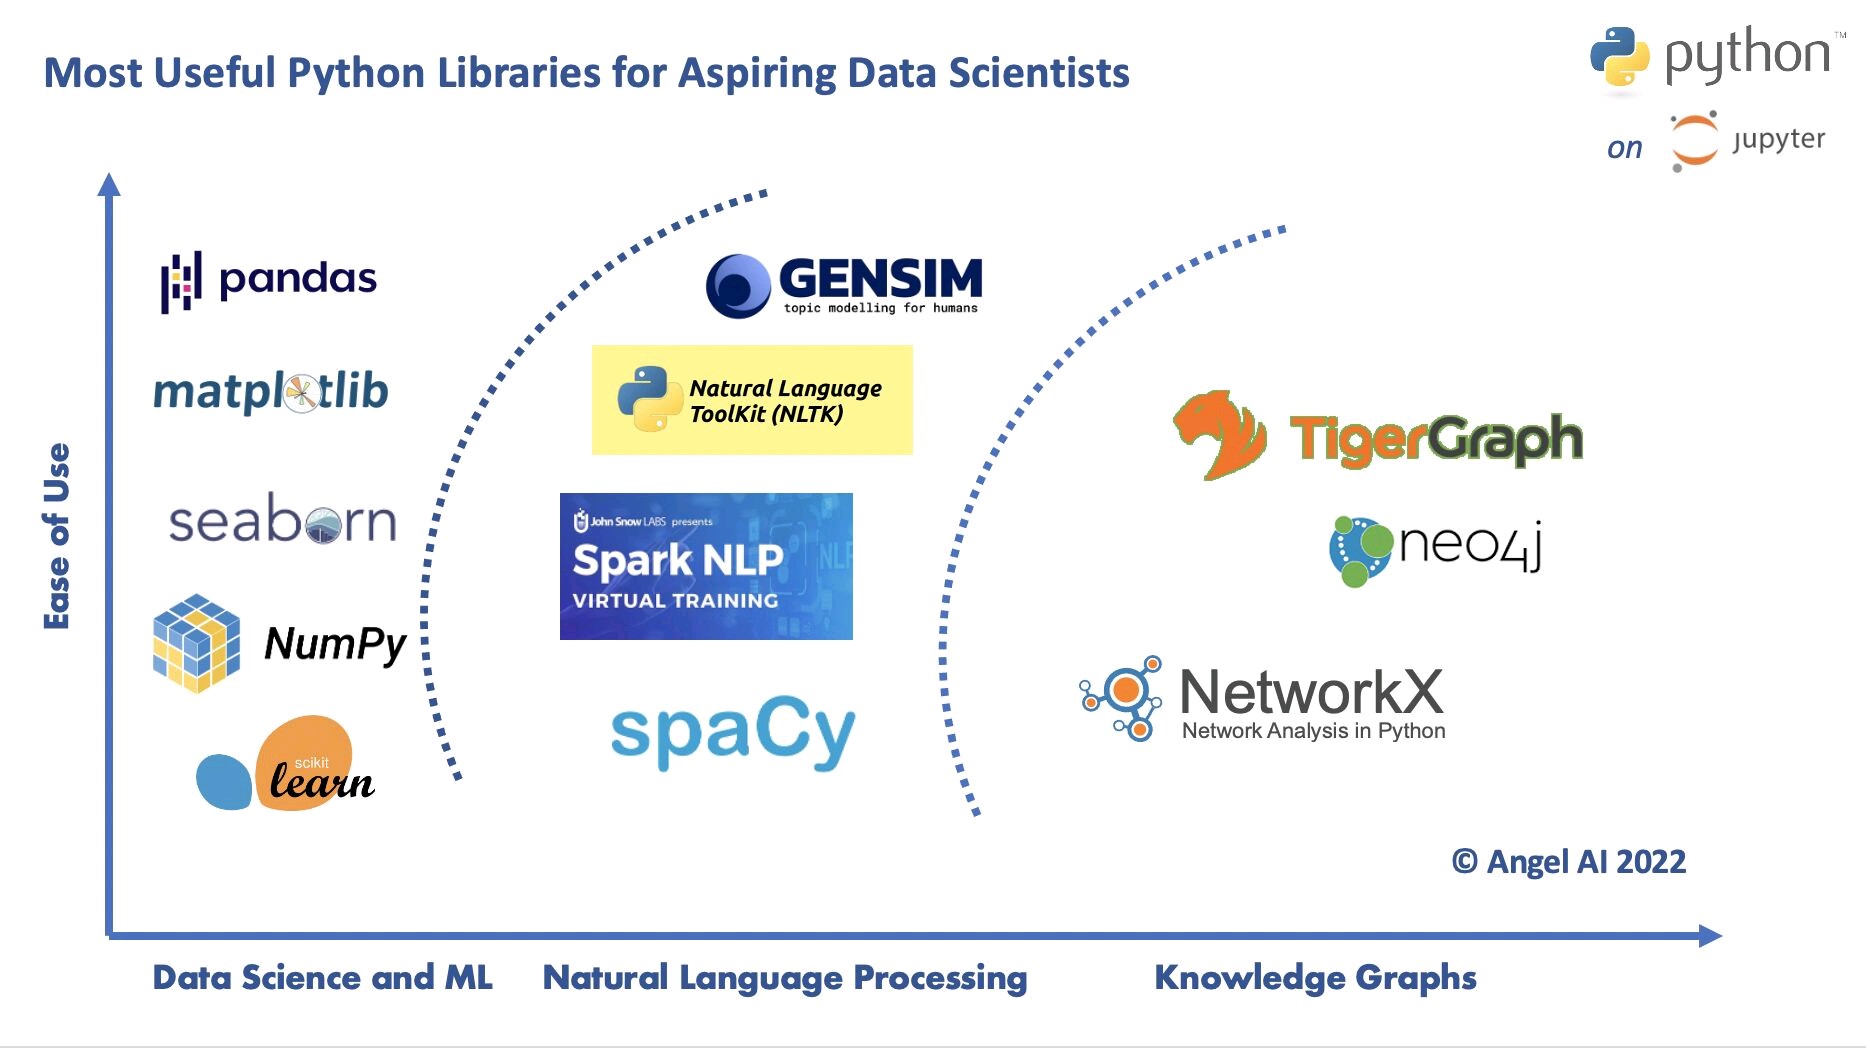 Most Useful Python Libraries for Aspiring Data Scientists
python™
on jupyter
Ease of Use
pandas
matplotlib
seaborn
NumPy
scikit
learn
GENSIM
topic modelling for humans
Natural Language
ToolKit (NLTK)
John Snow LABS presents
Spark NLP
VIRTUAL TRAINING
NLP
spaCy
TigerGraph
neo4j
NetworkX
Network Analysis in Python
© Angel AI 2022
Data Science and ML
Natural Language Processing
Knowledge Graphs